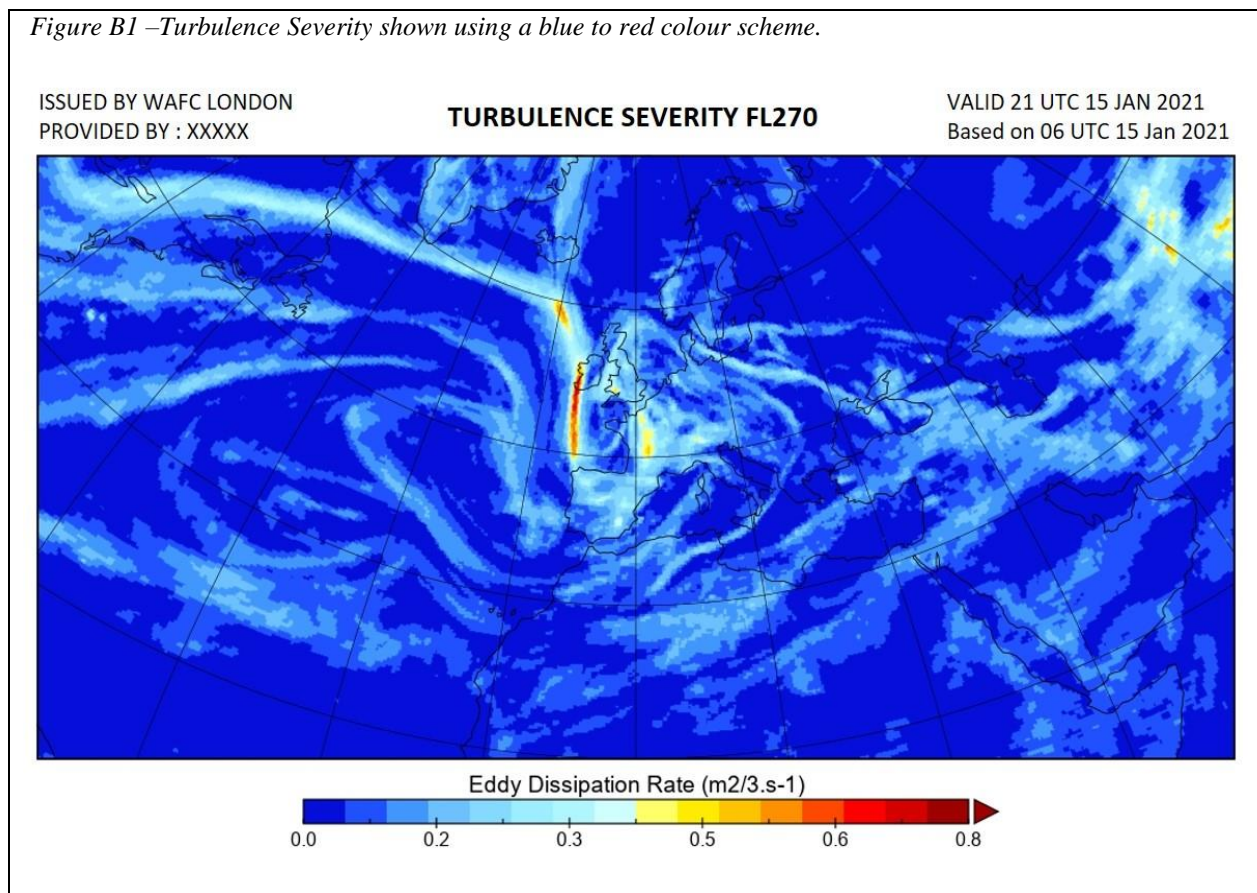 Figure B1 –Turbulence Severity shown using a blue to red colour scheme.
ISSUED BY WAFC LONDON
PROVIDED BY : XXXXX
TURBULENCE SEVERITY FL270
VALID 21 UTC 15 JAN 2021
Based on 06 UTC 15 Jan 2021
Eddy Dissipation Rate (m2/3.s-1)
0.0 0.2 0.3 0.5 0.6 0.8